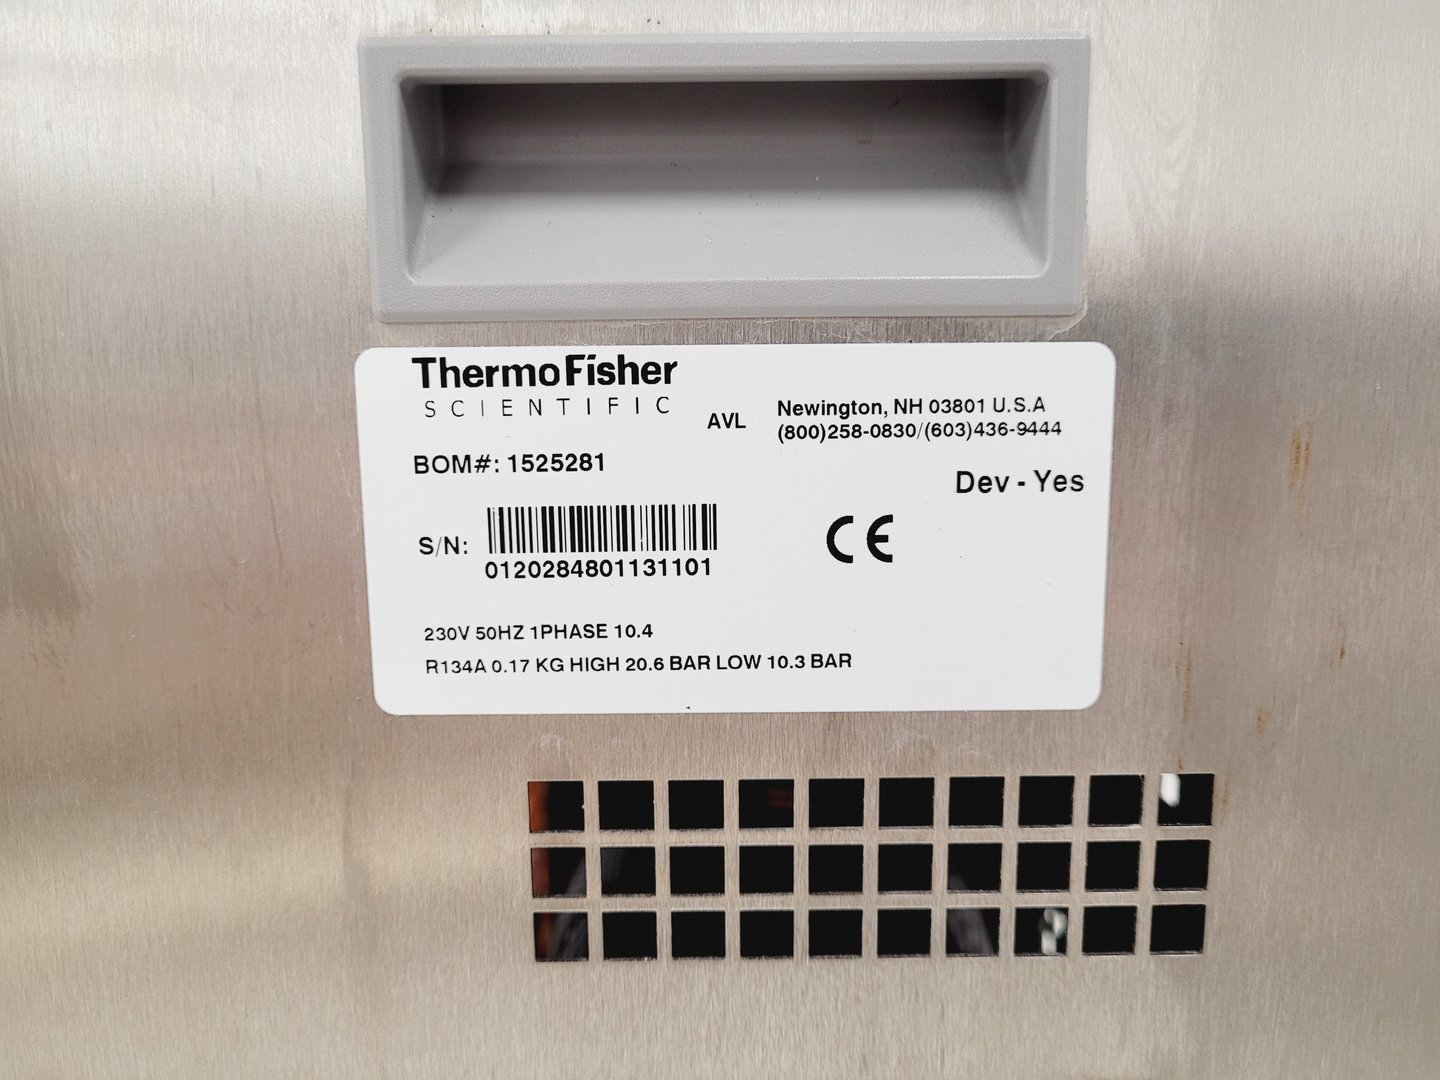 ThermoFisher
SCIENTIFIC
AVL
Newington, NH 03801 U.S.A
(800)258-0830/(603)436-9444
BOM#: 1525281
Dev - Yes
S/N:
0120284801131101
CE
230V 50HZ 1PHASE 10.4
R134A 0.17 KG HIGH 20.6 BAR LOW 10.3 BAR